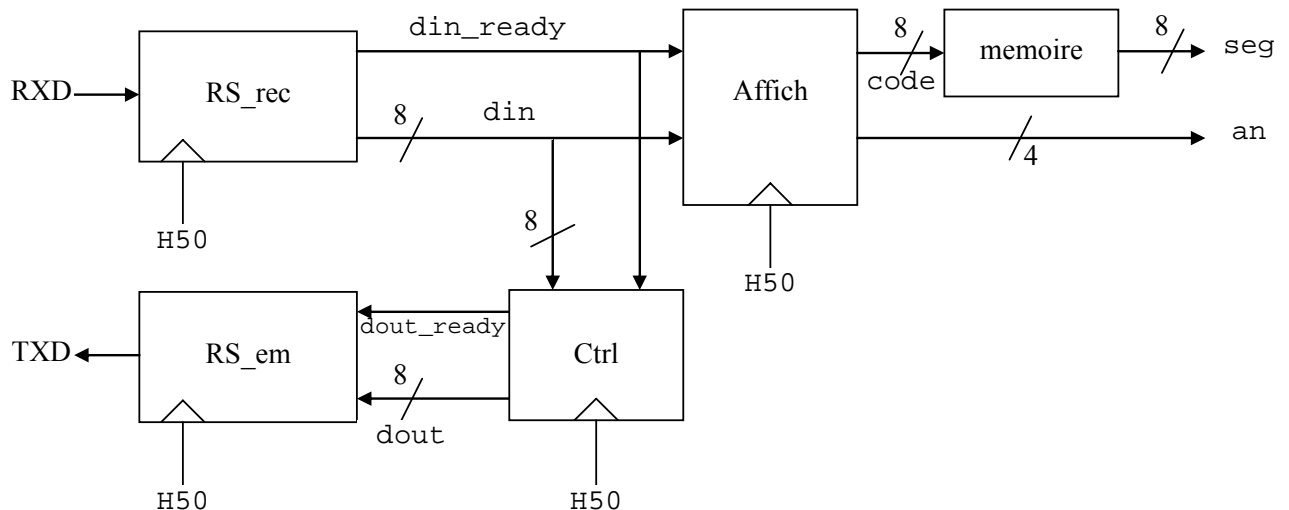 din_ready
8
8
memoire
seg
RXD
RS_rec
Affich
code
8
din
an
4
H50
8
H50
dout_ready
TXD
RS_em
Ctrl
8
dout
H50
H50